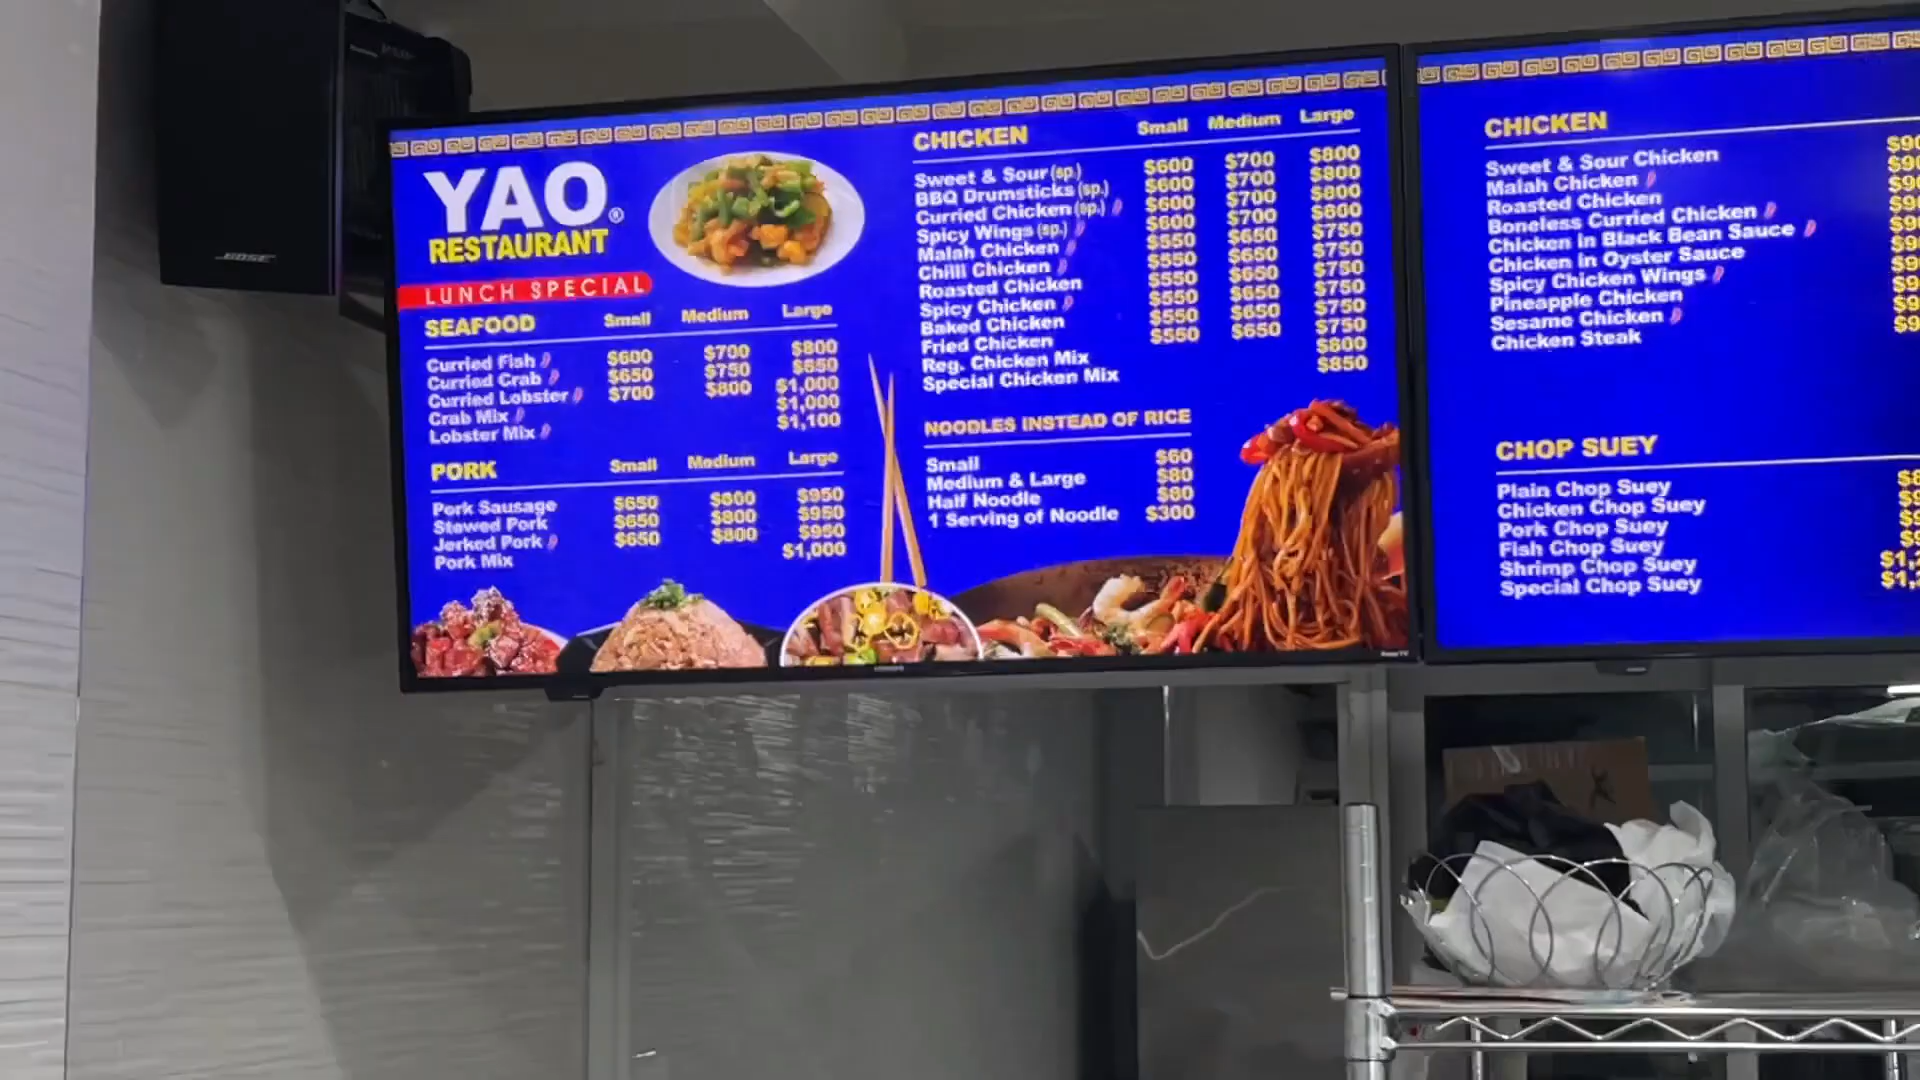 YAO®
RESTAURANT
LUNCH SPECIAL
SEAFOOD Small Medium Large
Curried Fish $600 $700 $800
Curried Crab $650 $750 $850
Curried Lobster $700 $800 $1,000
Crab Mix $1,000
Lobster Mix $1,100
PORK Small Medium Large
Pork Sausage $650 $800 $950
Stewed Pork $650 $800 $950
Jerked Pork $650 $800 $950
Pork Mix $1,000
CHICKEN Small Medium Large
Sweet & Sour (sp.) $600 $700 $800
BBQ Drumsticks (sp.) $600 $700 $800
Curried Chicken (sp.) $600 $700 $800
Spicy Wings (sp.) $600 $700
Malah Chicken $550 $650 $750
Chilli Chicken $550 $650 $750
Roasted Chicken $550 $650 $750
Spicy Chicken $550 $650 $750
Baked Chicken $550 $650 $750
Fried Chicken $550 $650 $750
Reg. Chicken Mix $800
Special Chicken Mix $850
NOODLES INSTEAD OF RICE
Small $60
Medium & Large $80
Half Noodle
1 Serving of Noodle $300
CHICKEN
Sweet & Sour Chicken
Malah Chicken
Roasted Chicken
Boneless Curried Chicken
Chicken in Black Bean Sauce
Chicken in Oyster Sauce
Spicy Chicken Wings
Pineapple Chicken
Sesame Chicken
Chicken Steak
CHOP SUEY
Plain Chop Suey
Chicken Chop Suey
Pork Chop Suey
Fish Chop Suey
Shrimp Chop Suey
Special Chop Suey
BOSE